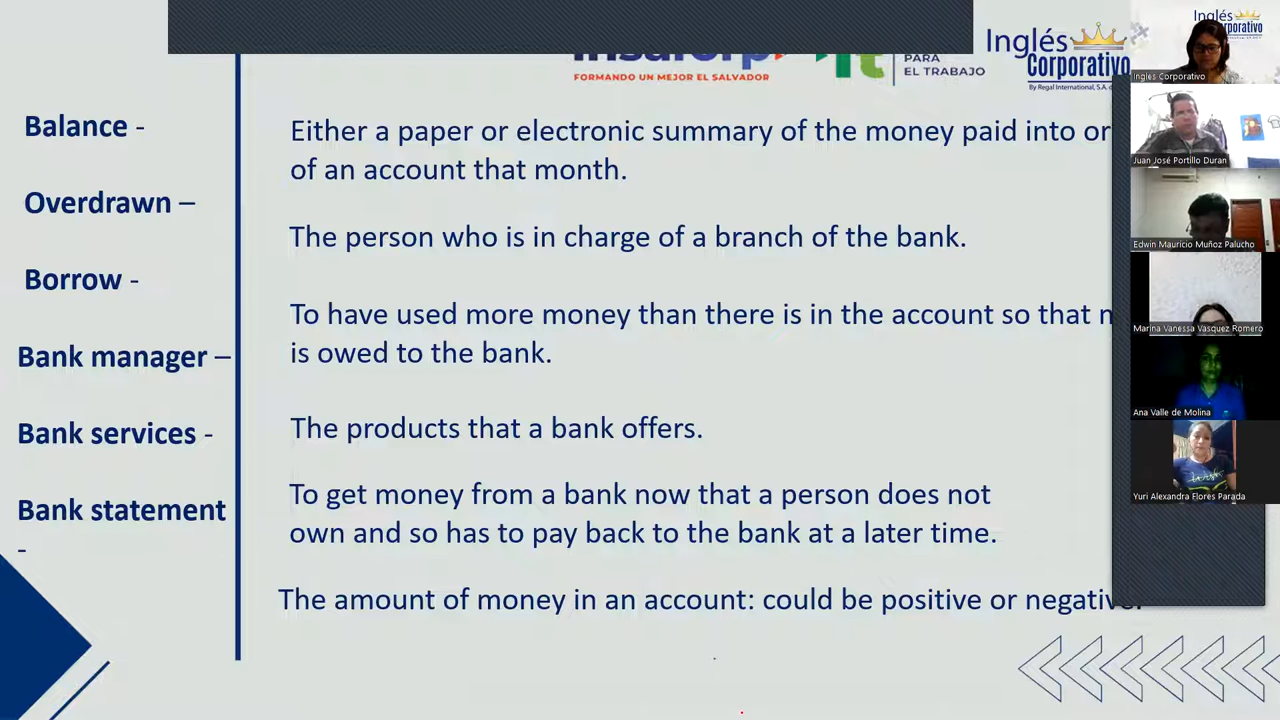 FORMANDO UN MEJOR EL SALVADOR
PARA
EL TRABAJO
Inglés
Corporativo
By Regal International, S.A.
Balance -
Overdrawn –
Borrow -
Bank manager –
Bank services -
Bank statement
-
Either a paper or electronic summary of the money paid into or
of an account that month.
The person who is in charge of a branch of the bank.
To have used more money than there is in the account so that
is owed to the bank.
The products that a bank offers.
To get money from a bank now that a person does not
own and so has to pay back to the bank at a later time.
The amount of money in an account: could be positive or negative.
Inglés
Ingles Corporativo
Juan José Portillo Duran
Edwin Mauricio Muñoz Palucho
Marina Vanessa Vásquez Romero
Ana Valle de Molina
Yuri Alexandra Flores Parada